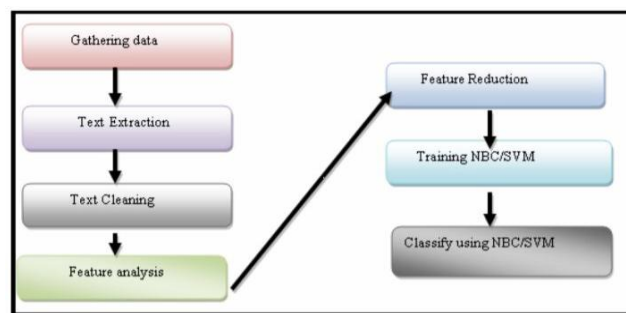 Gathering data
Text Extraction
Text Cleaning
Feature analysis
Feature Reduction
Training NBC/SVM
Classify using NBC/SVM